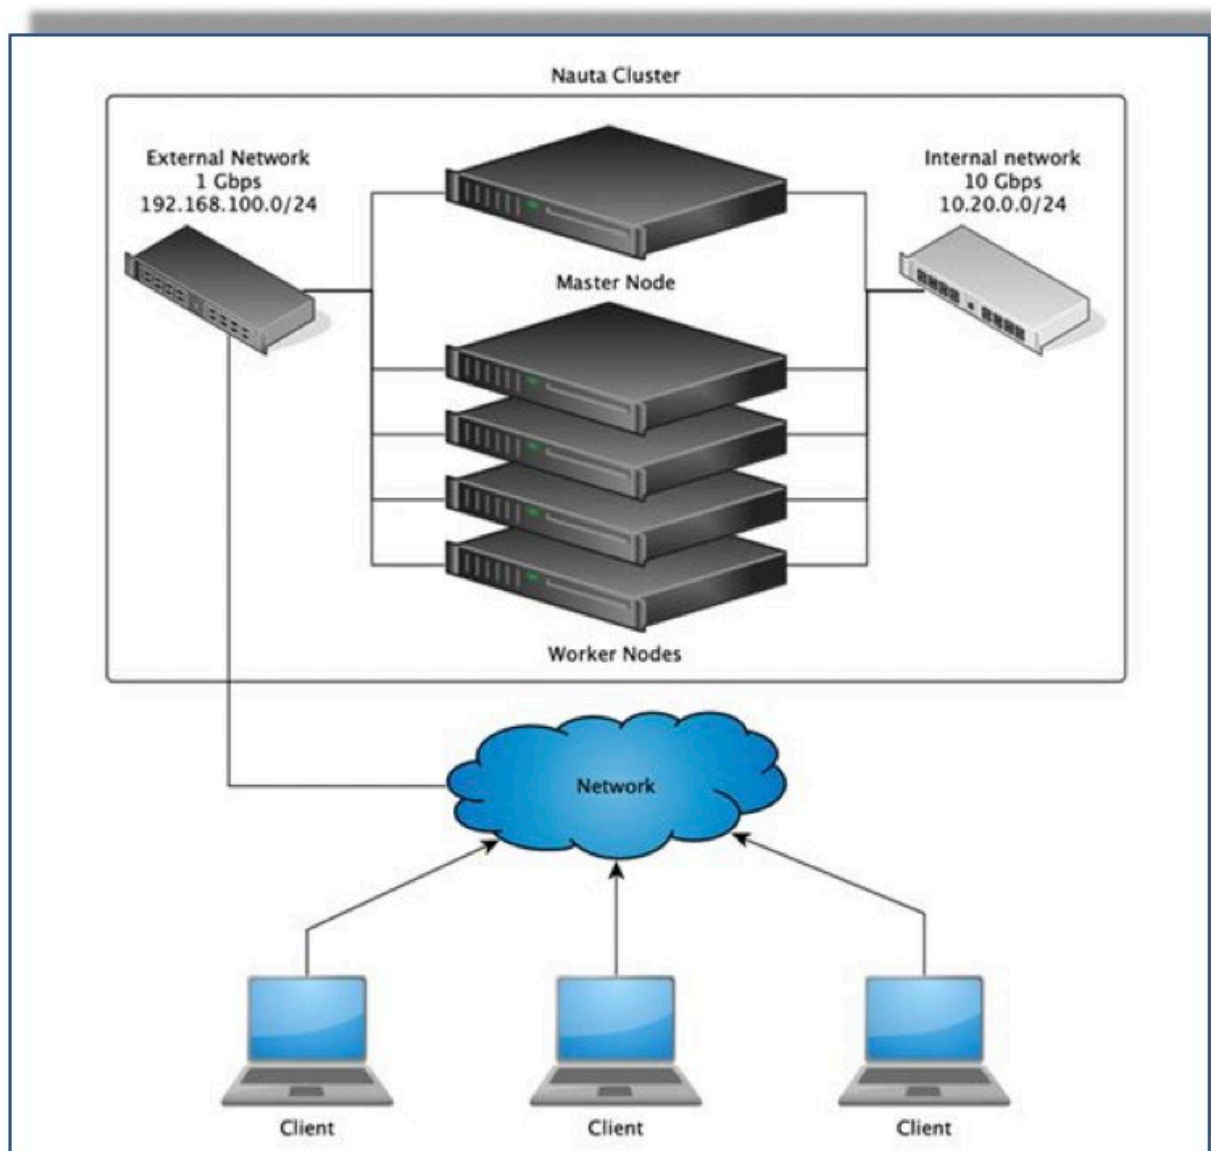 Nauta Cluster
External Network
1 Gbps
192.168.100.0/24
Internal network
10 Gbps
10.20.0.0/24
Master Node
Worker Nodes
Network
Client
Client
Client